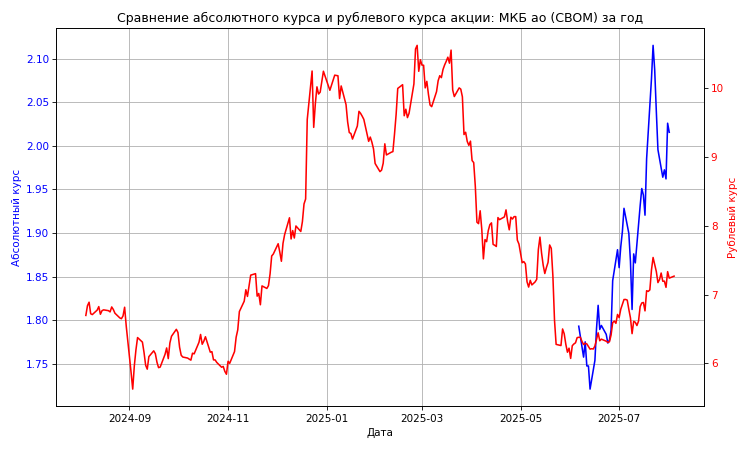 Сравнение абсолютного курса и рублевого курса акции: МКБ ао (CBOM) за год
2.10
2.05
2.00
1.95
1.90
1.85
1.80
1.75
Абсолютный курс
10
9
8
7
6
Рублевый курс
2024-09 2024-11 2025-01 2025-03 2025-05 2025-07
Дата